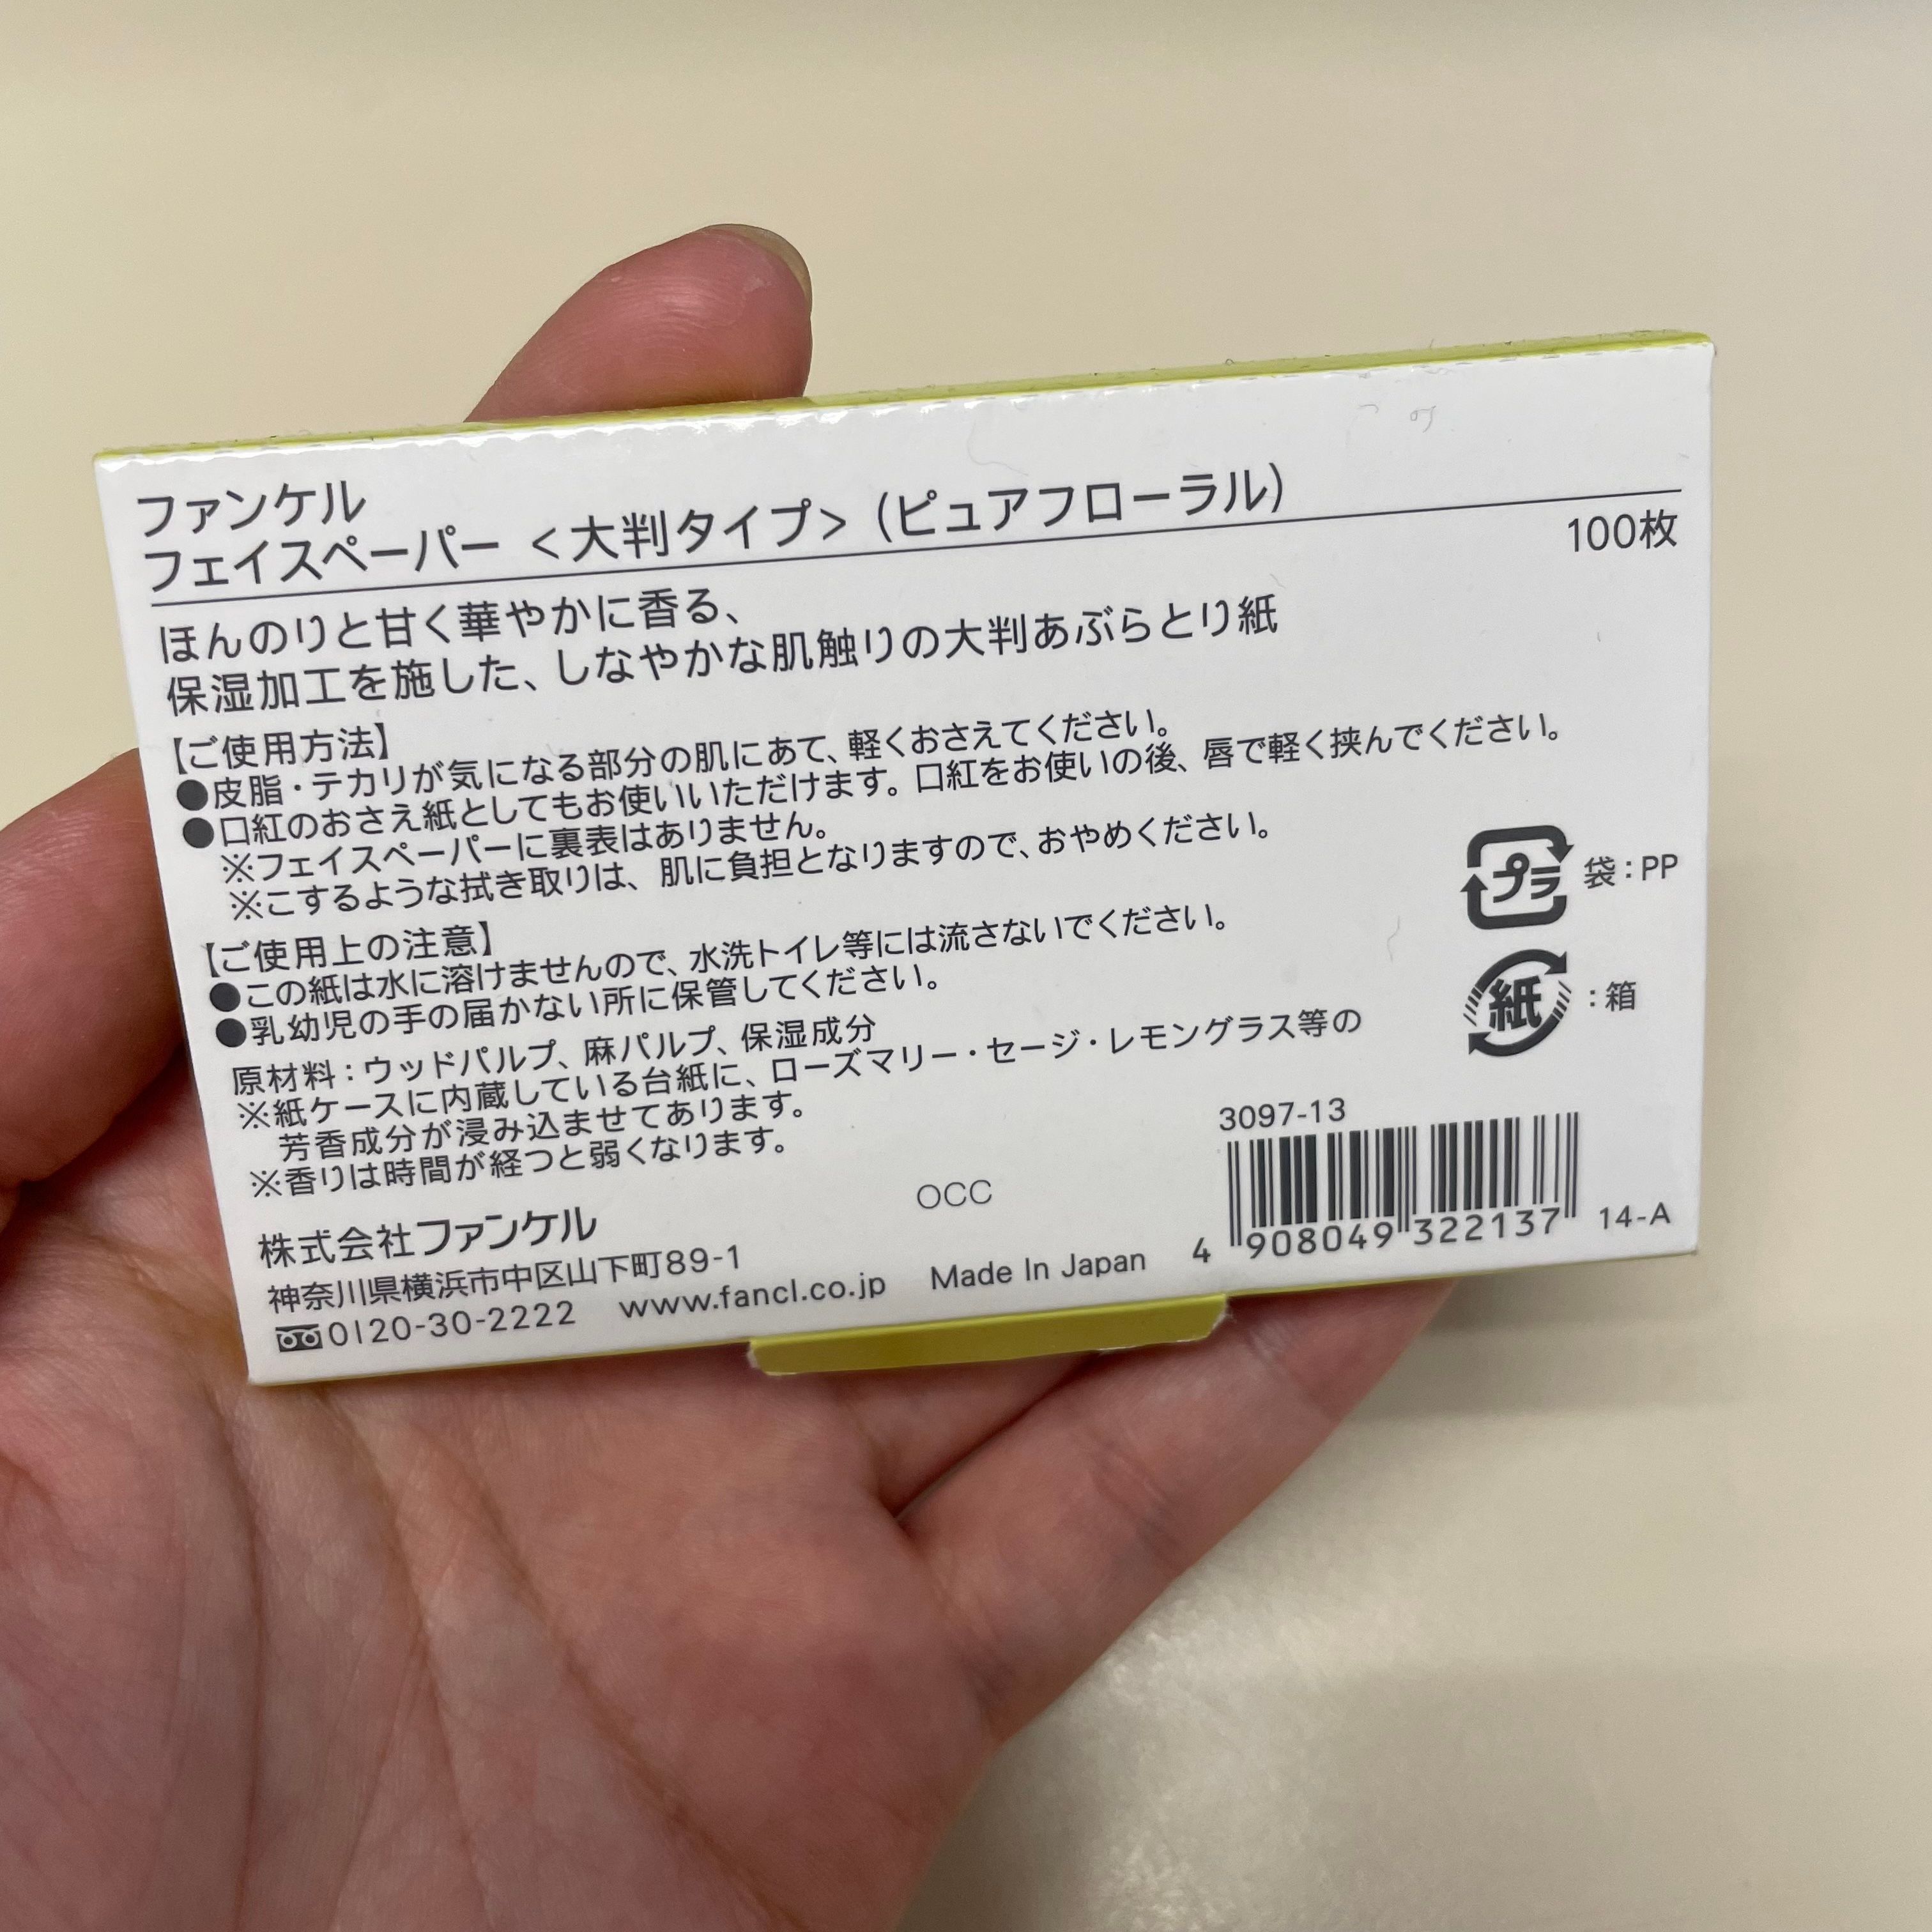 ファンケル
フェイスペーパー <大判タイプ> (ピュアフローラル)
100枚
ほんのりと甘く華やかに香る、
保湿加工を施した、しなやかな肌触りの大判あぶらとり紙
【ご使用方法】
●皮脂・テカリが気になる部分の肌にあて、軽くおさえてください。
●口紅のおさえ紙としてもお使いいただけます。口紅をお使いの後、唇で軽く挟んでください。
※フェイスペーパーに裏表はありません。
※こするような拭き取りは、肌に負担となりますので、おやめください。
【ご使用上の注意】
●この紙は水に溶けませんので、水洗トイレ等には流さないでください。
●乳幼児の手の届かない所に保管してください。
原材料:ウッドパルプ、麻パルプ、保湿成分
※紙ケースに内蔵している台紙に、ローズマリー・セージ・レモングラス等の
芳香成分が浸み込ませてあります。
※香りは時間が経つと弱くなります。
プラ 袋:PP
紙 :箱
株式会社ファンケル
神奈川県横浜市中区山下町89-1
0120-30-2222 www.fancl.co.jp
OCC
Made In Japan
3097-13
4 908049 322137
14-A